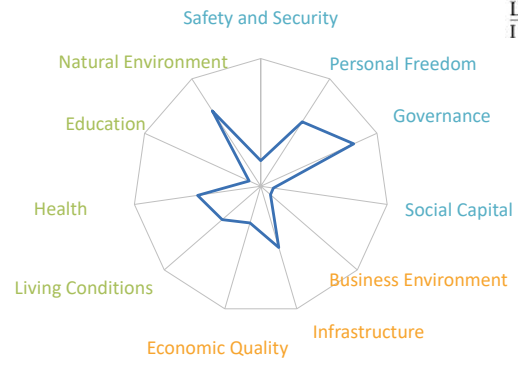 Safety and Security
Natural Environment
Personal Freedom
Education
Governance
Health
Social Capital
Living Conditions
Business Environment
Economic Quality
Infrastructure